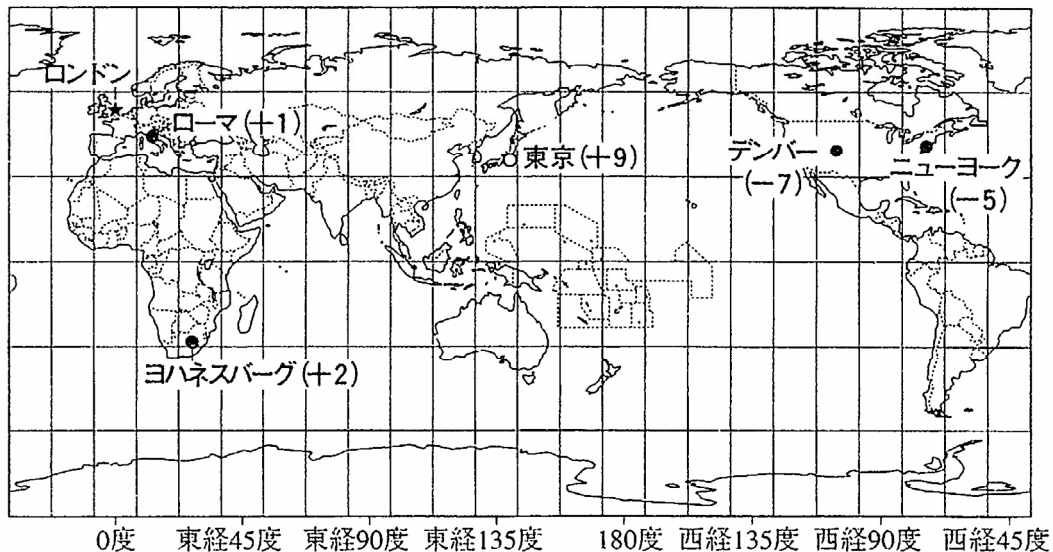 ロンドン
ローマ(+1)
東京(+9)
デンバー
(-7)
ニューヨーク
(-5)
ヨハネスバーグ(+2)
0度 東経45度 東経90度 東経135度 180度 西経135度 西経90度 西経45度